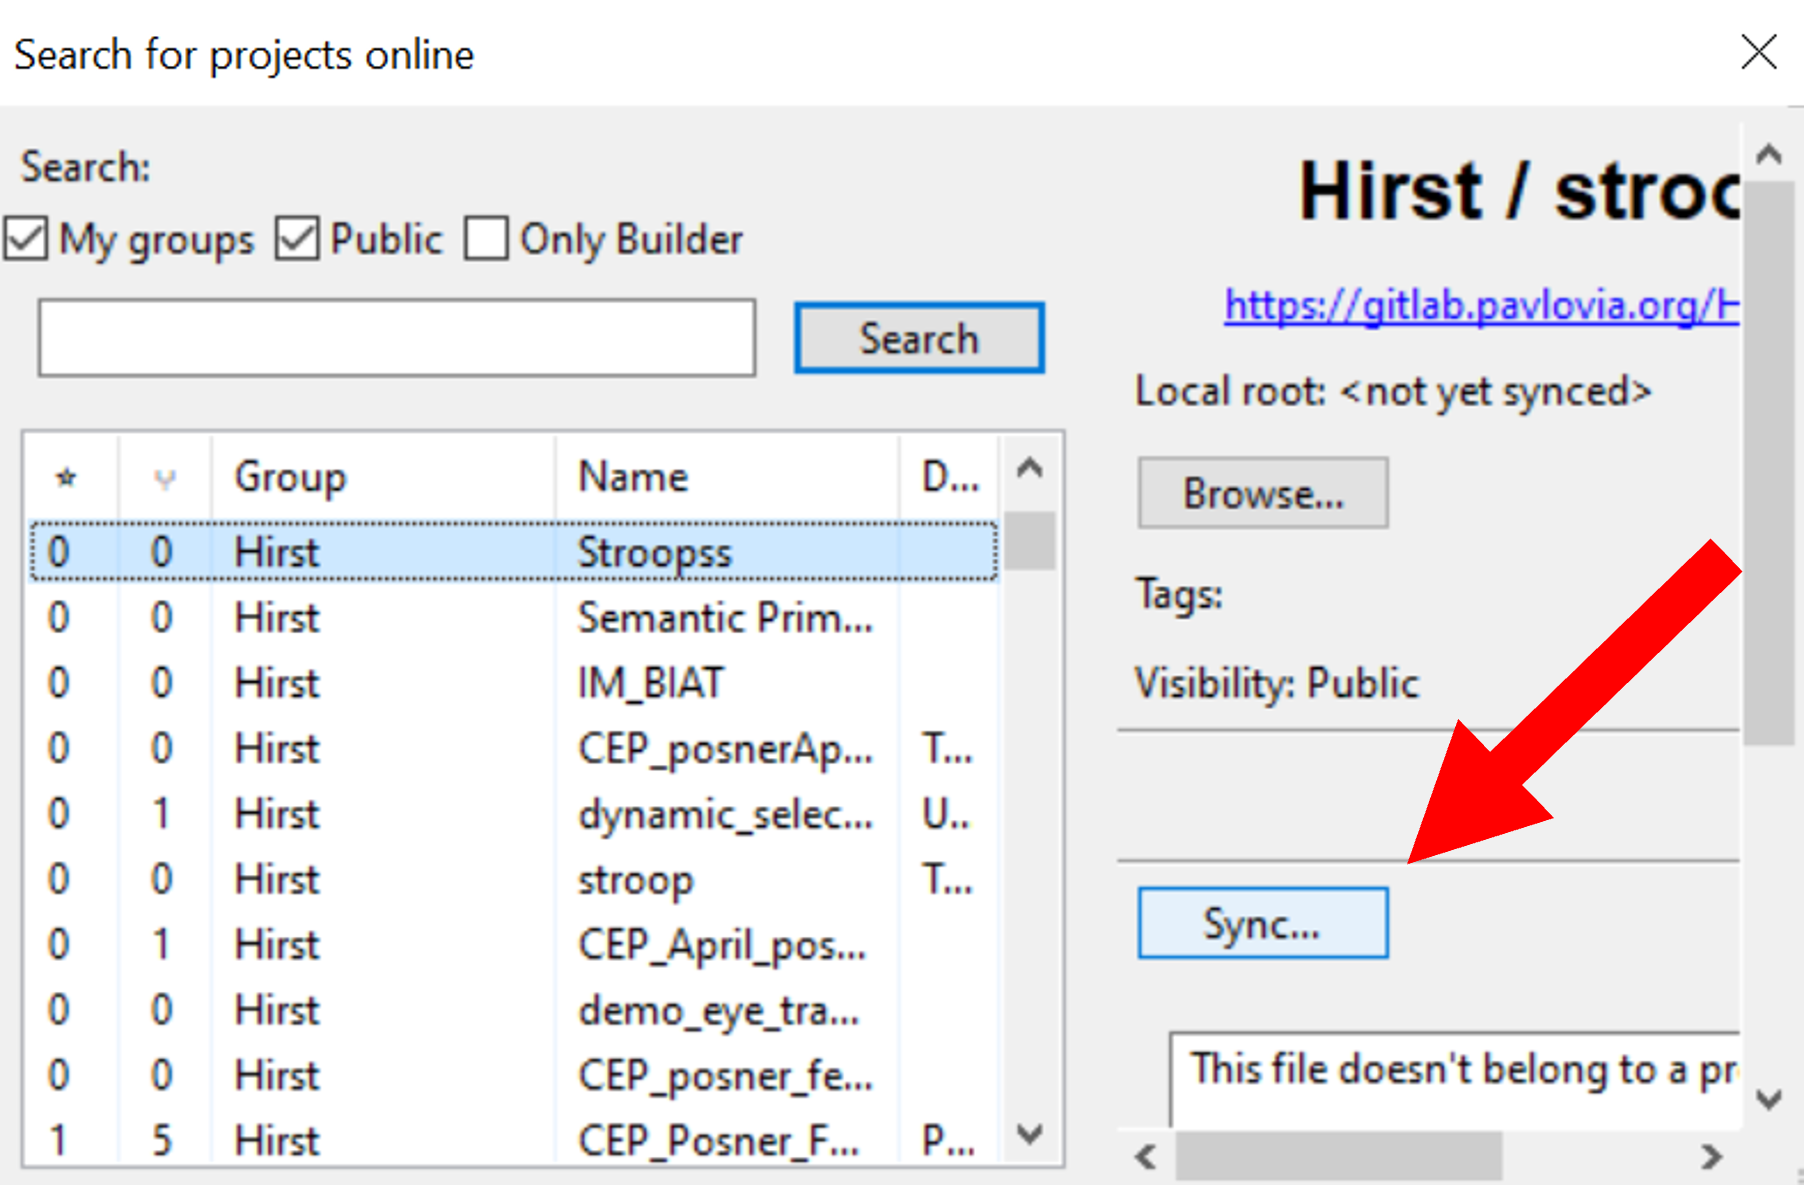 Search for projects online
Search:
My groups Public Only Builder
Search
Group Name D...
0 0 Hirst Stroopss
0 0 Hirst Semantic Prim...
0 0 Hirst IM_BIAT
0 0 Hirst CEP_posnerAp... T...
0 1 Hirst dynamic_selec... U..
0 0 Hirst stroop T...
0 1 Hirst CEP_April_pos...
0 0 Hirst demo_eye_tra...
0 0 Hirst CEP_posner_fe...
1 5 Hirst CEP_Posner_F... P...
Hirst / stroo
https://gitlab.pavlovia.org/H
Local root: <not yet synced>
Browse...
Tags:
Visibility: Public
Sync...
This file doesn't belong to a pr